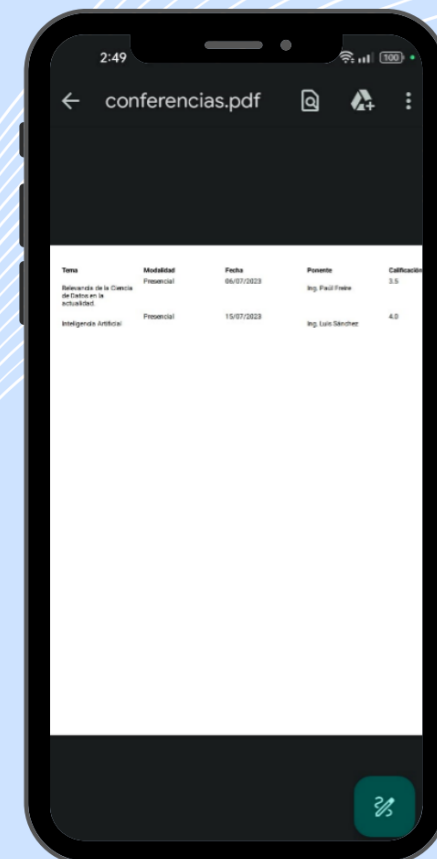 2:49
100
conferencias.pdf
Tema Modalidad Fecha Ponente Calificación
Relevancia de la Ciencia de Datos en la actualidad. Presencial 06/07/2023 Ing. Paúl Freire 3.5
Inteligencia Artificial Presencial 15/07/2023 Ing. Luis Sánchez 4.0